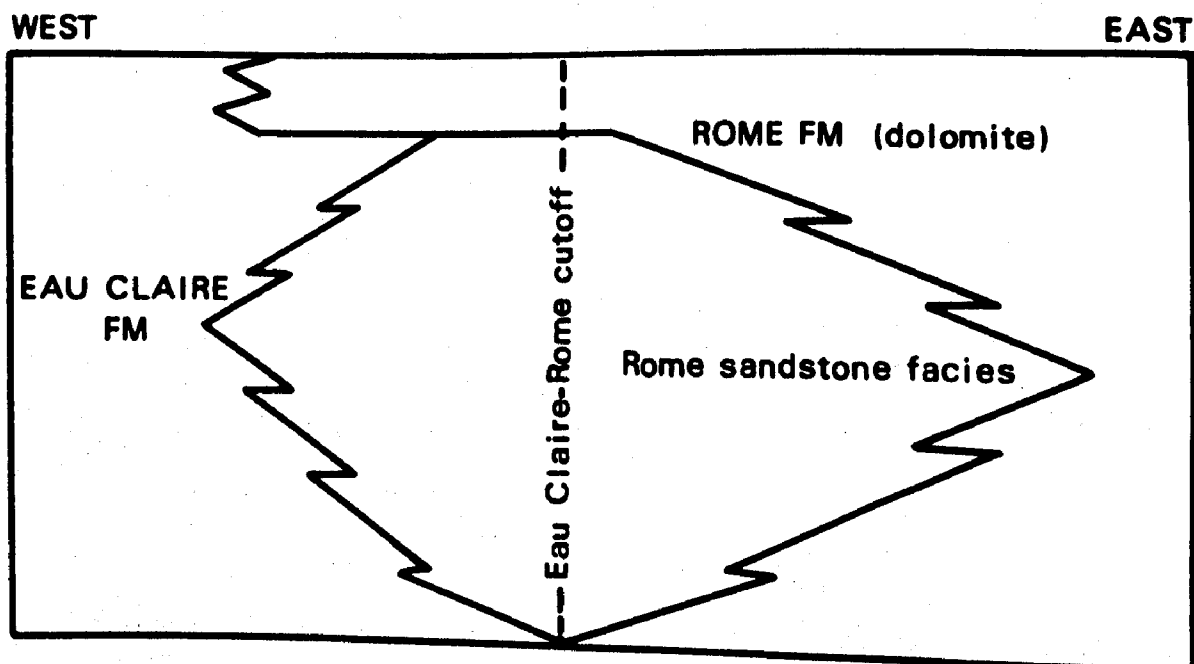 WEST
EAST
ROME FM (dolomite)
EAU CLAIRE
FM
Eau Claire-Rome cutoff
Rome sandstone facies